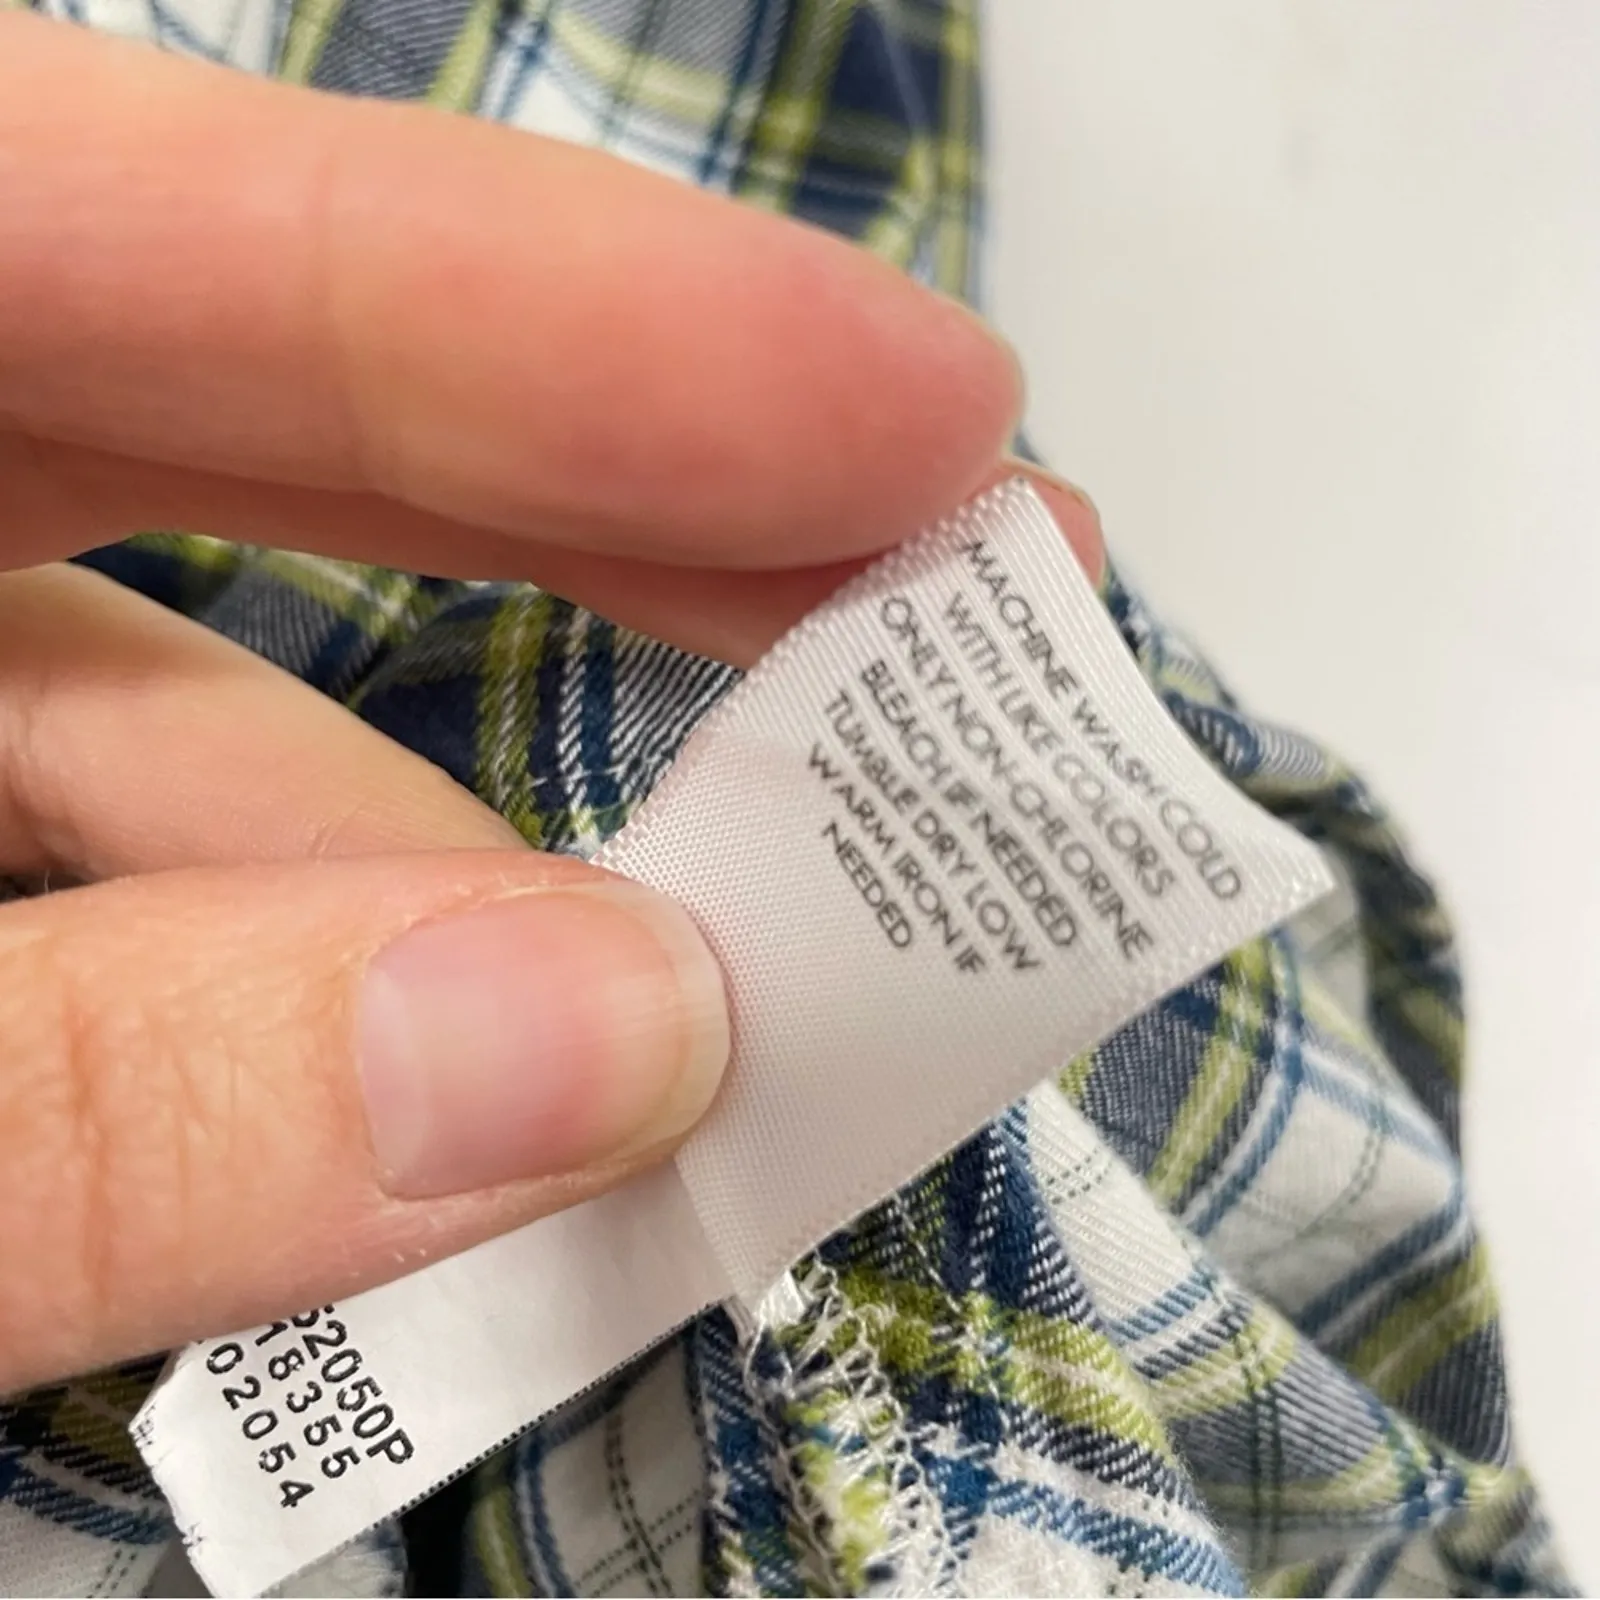 MACHINE WASH COLD
WITH LIKE COLORS
ONLY NON-CHLORINE
BLEACH IF NEEDED
TUMBLE DRY LOW
WARM IRON IF
NEEDED
52050P
18355
02054